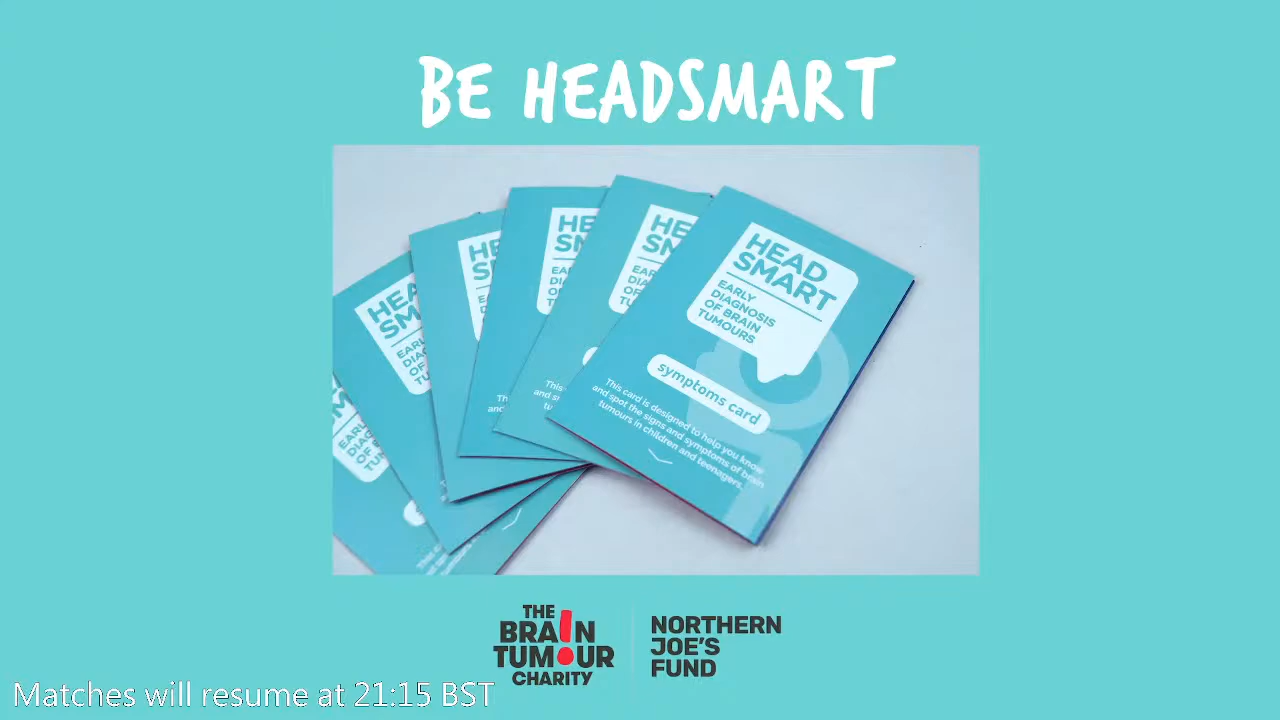 BE HEADSMART
HEAD
SMART
EARLY
DIAGNOSIS
OF BRAIN
TUMOURS
symptoms card
This card is designed to help you know
and spot the signs and symptoms of brain
tumours in children and teenagers.
THE
BRA!N
TUMOUR
CHARITY
NORTHERN
JOE'S
FUND
Matches will resume at 21:15 BST